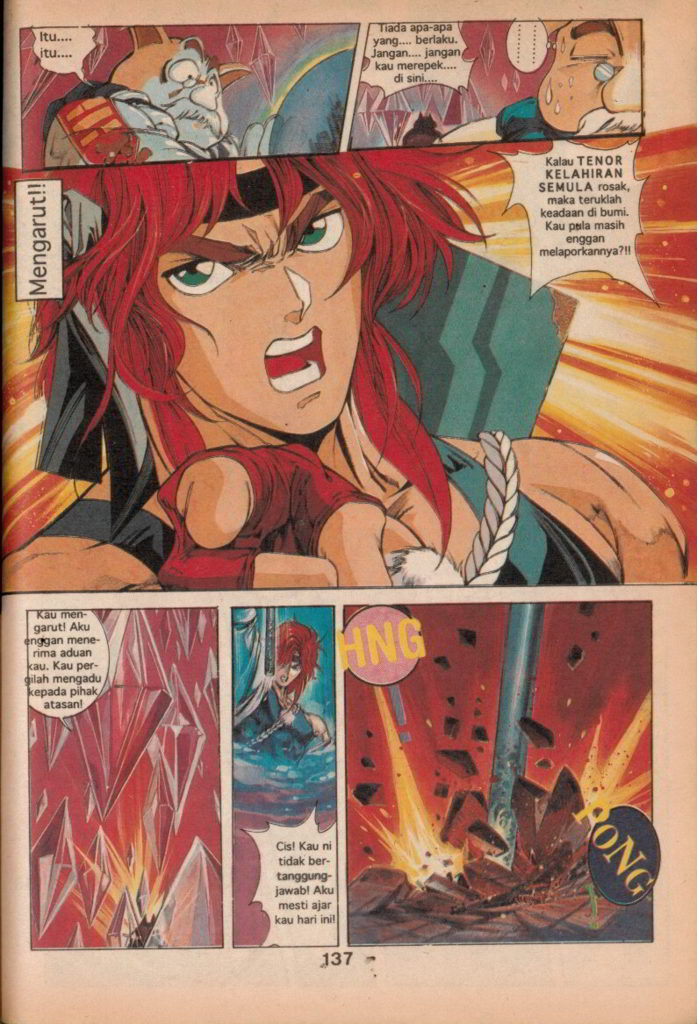 Itu....
itu....
Tiada apa-apa
yang.... berlaku.
Jangan.... jangan
kau merepek....
di sini....
Mengarut!!
Kalau TENOR
KELAHIRAN
SEMULA rosak,
maka teruklah
keadaan di bumi.
Kau pula masih
enggan
melaporkannya?!!
Kau men-
garut! Aku
enggan mene-
rima aduan
kau. Kau per-
gilah mengadu
kepada pihak
atasan!
Cis! Kau ni
tidak ber-
tanggung-
jawab! Aku
mesti ajar
kau hari ini!
HNG
PONG
137